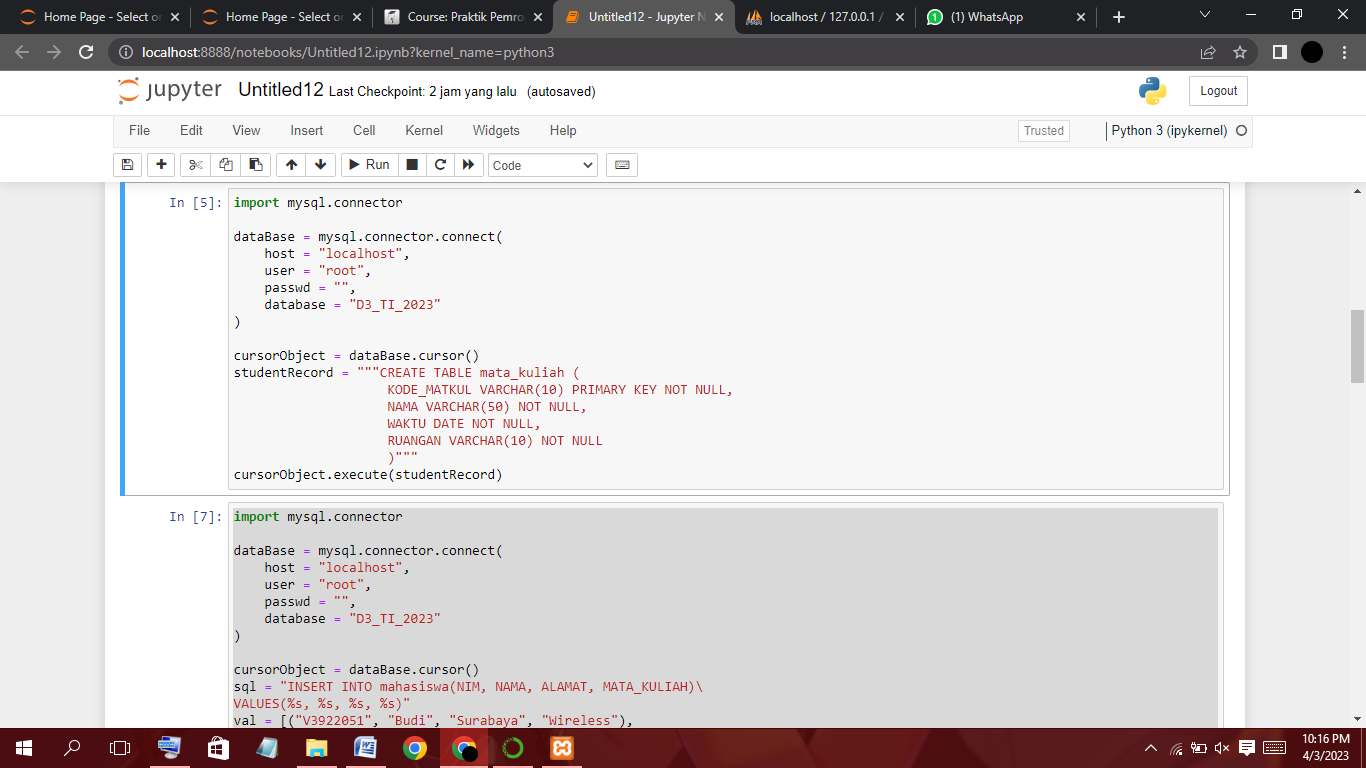 Home Page - Select or
Home Page - Select or
Course: Praktik Pemro
Untitled12 - Jupyter N
localhost / 127.0.0.1 /
(1) WhatsApp
localhost:8888/notebooks/Untitled12.ipynb?kernel_name=python3
jupyter Untitled12 Last Checkpoint: 2 jam yang lalu (autosaved)
Logout
File Edit View Insert Cell Kernel Widgets Help
Trusted
Python 3 (ipykernel)
Run
Code
In [5]:
import mysql.connector
dataBase = mysql.connector.connect(
host = "localhost",
user = "root",
passwd = "",
database = "D3_TI_2023"
)
cursorObject = dataBase.cursor()
studentRecord = """CREATE TABLE mata_kuliah (
KODE_MATKUL VARCHAR(10) PRIMARY KEY NOT NULL,
NAMA VARCHAR(50) NOT NULL,
WAKTU DATE NOT NULL,
RUANGAN VARCHAR(10) NOT NULL
)"""
cursorObject.execute(studentRecord)
In [7]:
import mysql.connector
dataBase = mysql.connector.connect(
host = "localhost",
user = "root",
passwd = "",
database = "D3_TI_2023"
)
cursorObject = dataBase.cursor()
sql = "INSERT INTO mahasiswa(NIM, NAMA, ALAMAT, MATA_KULIAH)\
VALUES(%s, %s, %s, %s)"
val = [("V3922051", "Budi", "Surabaya", "Wireless"),
10:16 PM
4/3/2023